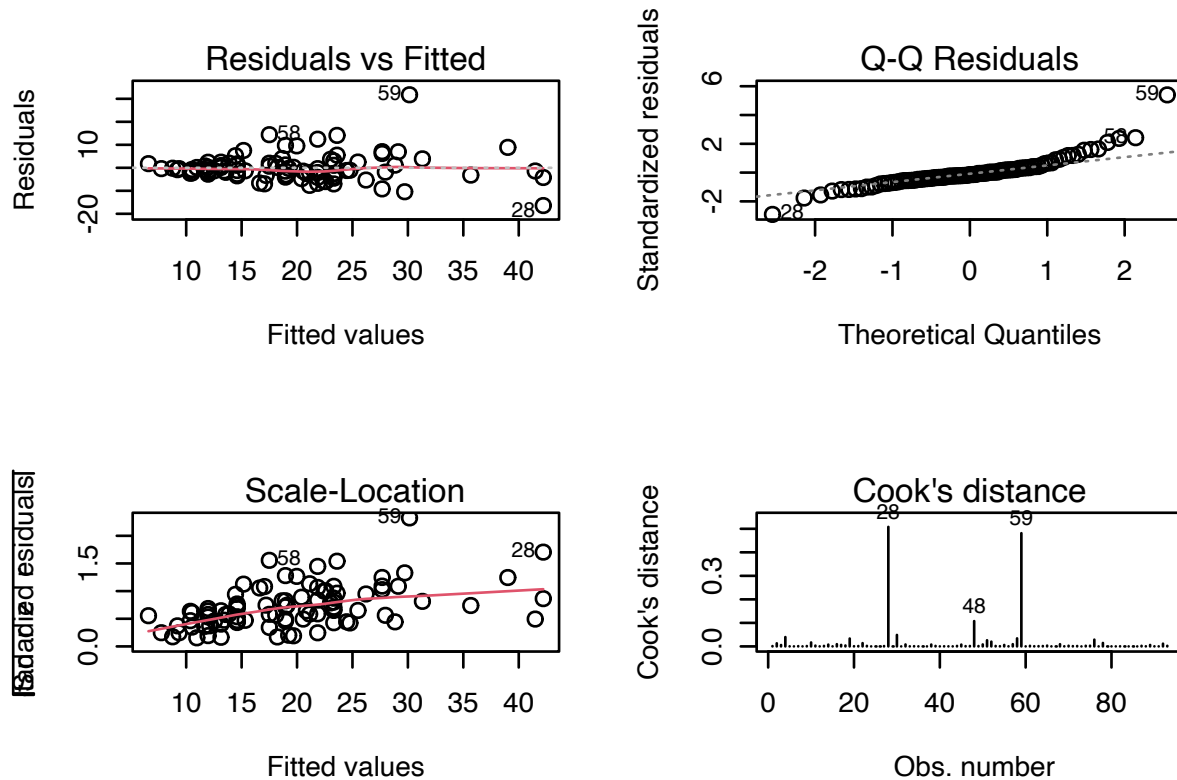 Residuals vs Fitted
Residuals
-20 10
59
58
28
10 15 20 25 30 35 40
Fitted values
Q-Q Residuals
Standardized residuals
-2 2 6
59
28
-2 -1 0 1 2
Theoretical Quantiles
Scale-Location
0.0 1.5
59
58
28
10 15 20 25 30 35 40
Fitted values
Cook's distance
Cook's distance
0.0 0.3
28
59
48
0 20 40 60 80
Obs. number